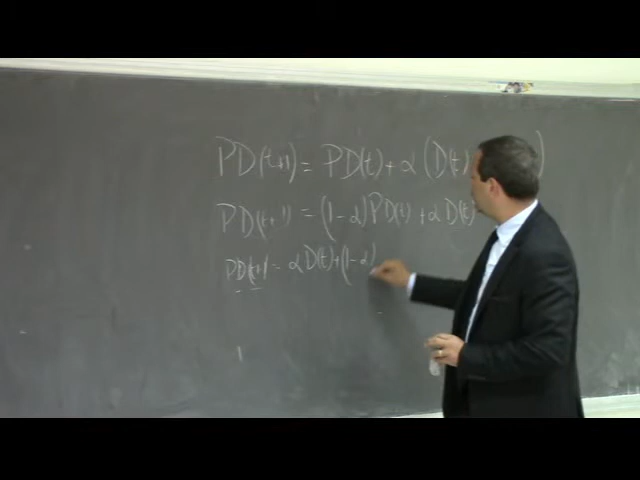 PD(t+1) = PD(t) + α (D(t) )
PD(t+1) = (1-α) PD(t) + α D(t)
PD(t+1) = α D(t) + (1-α)